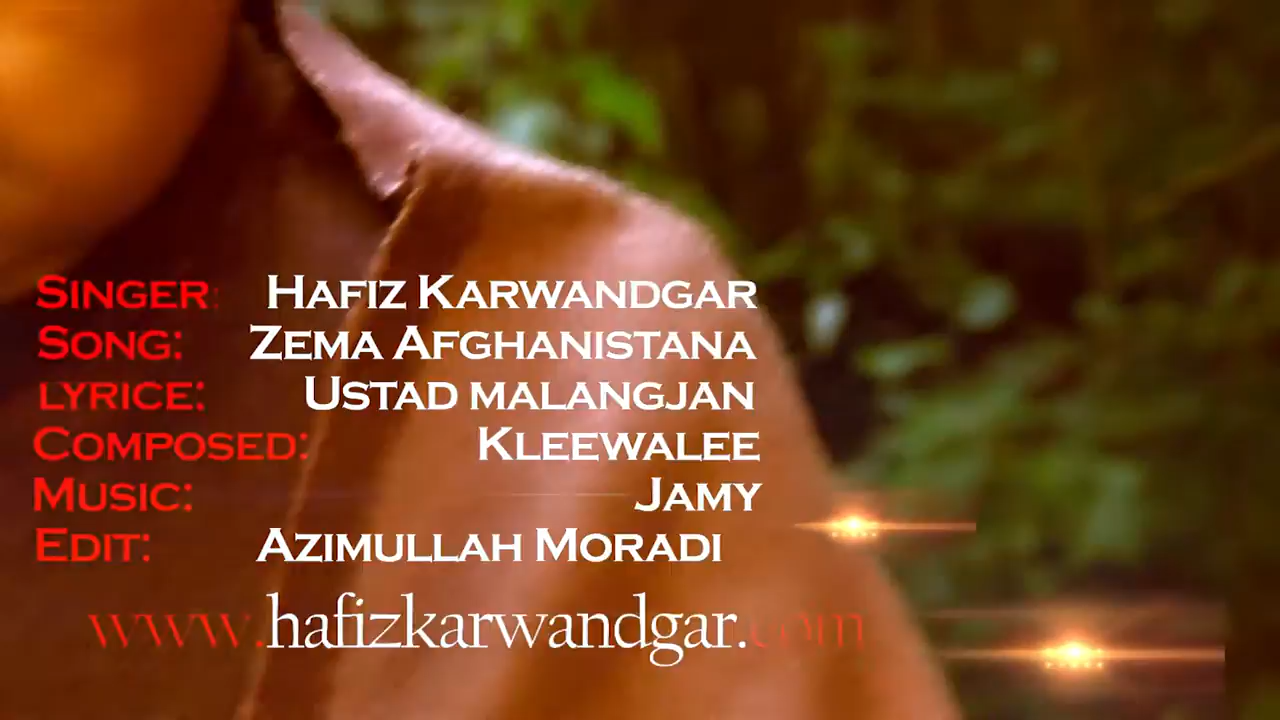 Singer: Hafiz Karwandgar
Song: Zema Afghanistana
lyrice: Ustad malangjan
Composed: Kleewalee
Music: Jamy
Edit: Azimullah Moradi
www.hafizkarwandgar.com